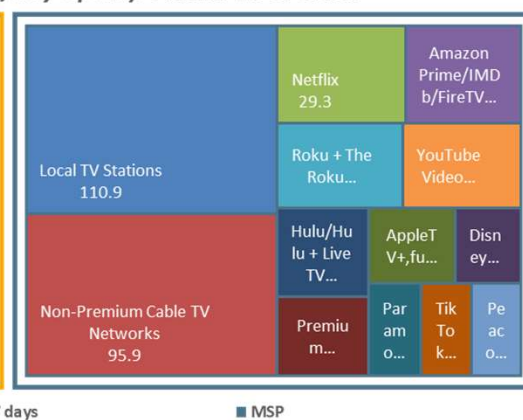 Local TV Stations
110.9
Non-Premium Cable TV
Networks
95.9
Netflix
29.3
Amazon
Prime/IMD
b/FireTV...
Roku + The
Roku...
YouTube
Video...
Hulu/Hu
lu + Live
TV...
AppleT
V+,fu...
Disn
ey...
Premiu
m...
Par
amo
...
Tik
To
k...
Pe
ac
o...
days
MSP